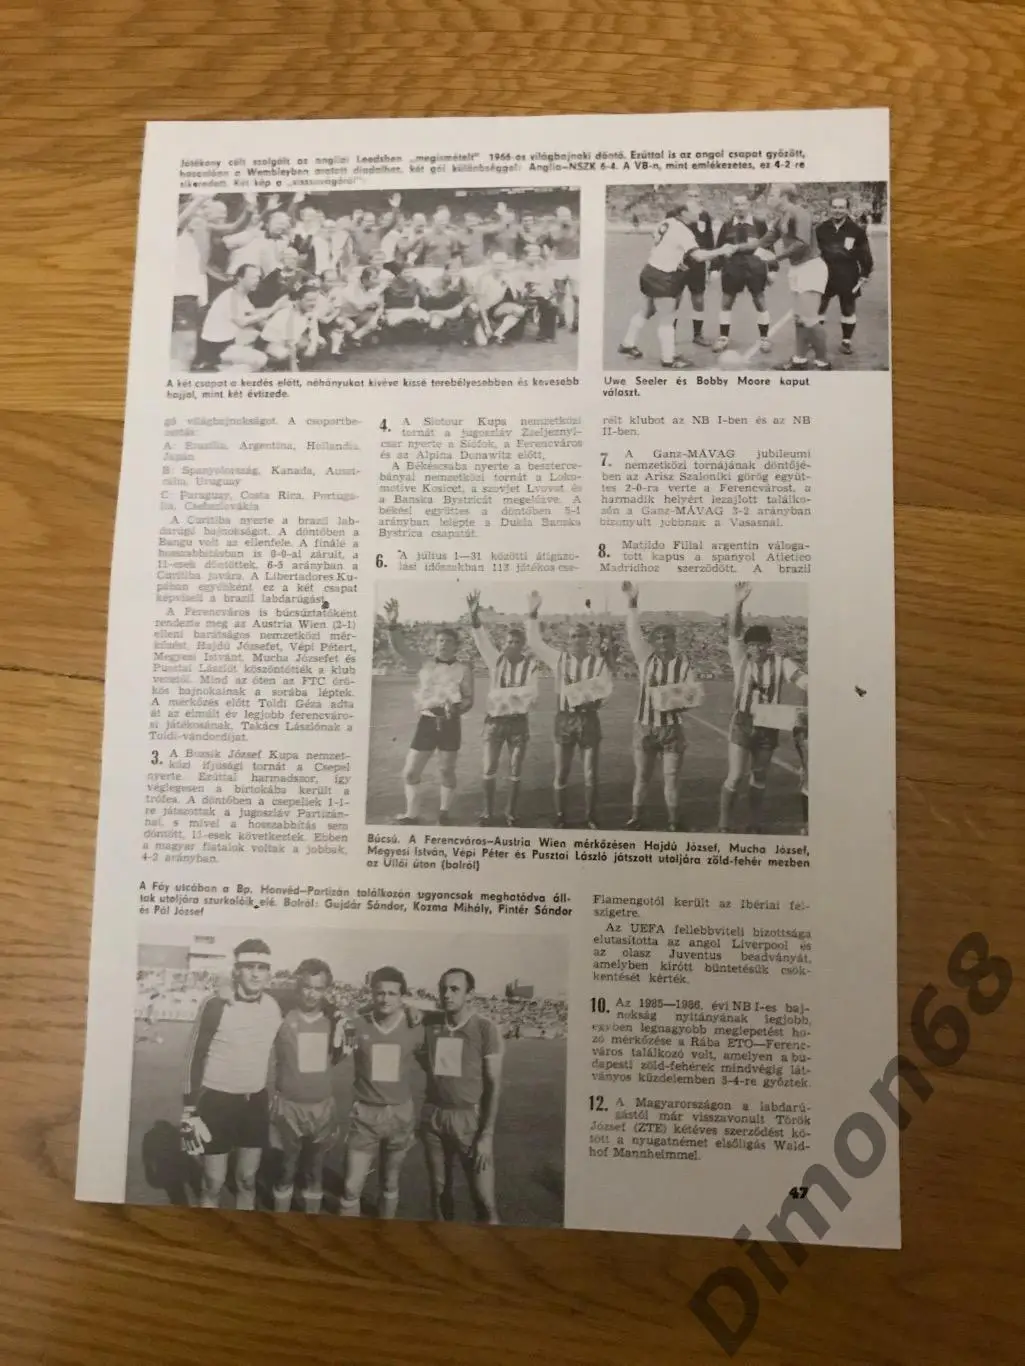 Jótékony célt szolgált az angliai Leedsben „megismételt” 1966-os világbajnoki döntő. Ezúttal is az angol csapat győzött,
hasonlóan a Wembleyben aratott diadalhoz, két gól különbséggel: Anglia–NSZK 6-4. A VB-n, mint emlékezetes, ez 4-2-re
sikeredett. Két kép a „visszavágóról”:
A két csapat a kezdés előtt, néhányukat kivéve kissé terebélyesebben és kevesebb
hajjal, mint két évtizede.
Uwe Seeler és Bobby Moore kaput
választ.
gó világbajnokságot. A csoportbe-
osztás:
A: Brazília, Argentína, Hollandia,
Japán
B: Spanyolország, Kanada, Auszt-
rália, Uruguay
C: Paraguay, Costa Rica, Portugá-
lia, Csehszlovákia
A Curitiba nyerte a brazil lab-
darúgó bajnokságot. A döntőben a
Bangu volt az ellenfele. A finálé a
hosszabbításban is 0-0-al zárult, a
11-esek döntöttek, 6-5 arányban a
Curitiba javára. A Libertadores Ku-
pában egyébként ez a két csapat
képviseli a brazil labdarúgást.
A Ferencváros is búcsúztatóként
rendezte meg az Austria Wien (2-1)
elleni barátságos nemzetközi mér-
kőzést. Hajdú Józsefet, Vépi Pétert,
Megyesi Istvánt, Mucha Józsefet és
Pusztai Lászlót köszöntötték a klub
vezetői. Mind az öten az FTC örö-
kös bajnokainak a sorába léptek.
A mérkőzés előtt Toldi Géza adta
át az elmúlt év legjobb ferencváro-
si játékosának, Takács Lászlónak a
Toldi-vándordíjat.
3. A Bozsik József Kupa nemzet-
közi ifjúsági tornát a Csepel
nyerte. Ezúttal harmadszor, így
véglegesen a birtokába került a
trófea. A döntőben a csepeliek 1-1-
re játszottak a jugoszláv Partizán-
nal, s mivel a hosszabbítás sem
döntött, 11-esek következtek. Ebben
a magyar fiatalok voltak a jobbak,
4-2 arányban.
4. A Siotour Kupa nemzetközi
tornát a jugoszláv Zseljeznyi-
csar nyerte a Siófok, a Ferencváros
és az Alpina Donawitz előtt.
A Békéscsaba nyerte a beszterce-
bányai nemzetközi tornát a Loko-
motive Kosicet, a szovjet Lvovot és
a Banska Bystricát megelőzve. A
békési együttes a döntőben 5-1
arányban lelépte a Dukla Banska
Bystrica csapatát.
6. A július 1—31 közötti átigazo-
lási időszakban 113 játékos cse-
rélt klubot az NB I-ben és az NB
II-ben.
7. A Ganz-MÁVAG jubileumi
nemzetközi tornájának döntőjé-
ben az Arisz Szaloniki görög együt-
tes 2-0-ra verte a Ferencvárost, a
harmadik helyért lezajlott találko-
zón a Ganz-MÁVAG 3-2 arányban
bizonyult jobbnak a Vasasnál.
8. Matildo Filial argentin váloga-
tott kapus a spanyol Atletico
Madridhoz szerződött. A brazil
Búcsú. A Ferencváros–Austria Wien mérkőzésen Hajdú József, Mucha József,
Megyesi István, Vépi Péter és Pusztai László játszott utoljára zöld-fehér mezben
az Üllői úton (balról)
A Fáy utcában a Bp. Honvéd–Partizán találkozón ugyancsak meghatódva áll-
tak utoljára szurkolóik elé. Balról: Gujdár Sándor, Kozma Mihály, Pintér Sándor
és Pál József
Flamengotól került az Ibériai fél-
szigetre.
Az UEFA fellebbviteli bizottsága
elutasította az angol Liverpool és
az olasz Juventus beadványát,
amelyben kirótt büntetésük csök-
kentését kérték.
10. Az 1985—1986. évi NB I-es baj-
nokság nyitányának legjobb,
egyben legnagyobb meglepetést ho-
zó mérkőzése a Rába ETO—Ferenc-
város találkozó volt, amelyen a bu-
dapesti zöld-fehérek mindvégig lát-
ványos küzdelemben 3-4-re győztek.
12. A Magyarországon a labdarú-
gástól már visszavonult Török
József (ZTE) kétéves szerződést kö-
tött a nyugatnémet elsőligás Wald-
hof Mannheimmel.
47
Dimon68